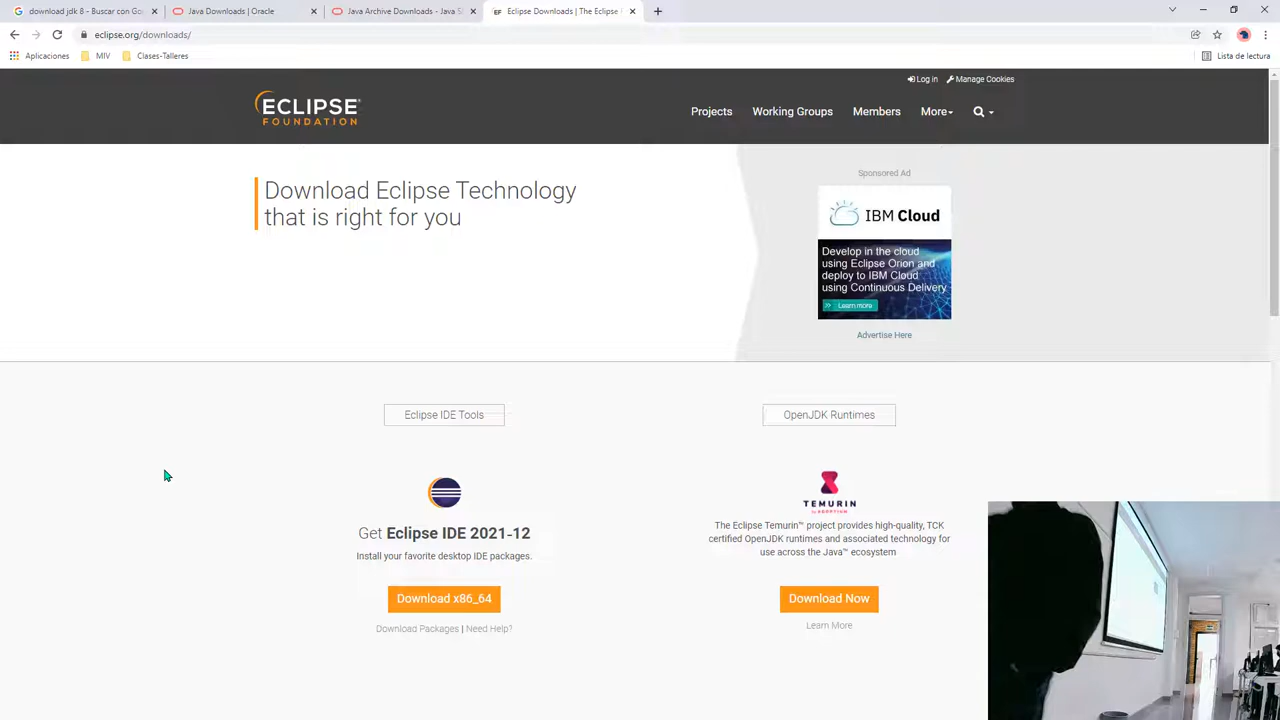 download jdk 8 - Buscar con Go
Java Downloads | Oracle
Java Archive Downloads - Java S
EF Eclipse Downloads | The Eclipse F
eclipse.org/downloads/
Aplicaciones
MIV
Clases-Talleres
Lista de lectura
Log in
Manage Cookies
ECLIPSE
FOUNDATION
Projects
Working Groups
Members
More
Download Eclipse Technology
that is right for you
Sponsored Ad
IBM Cloud
Develop in the cloud
using Eclipse Orion and
deploy to IBM Cloud
using Continuous Delivery
Learn more
Advertise Here
Eclipse IDE Tools
Get Eclipse IDE 2021-12
Install your favorite desktop IDE packages.
Download x86_64
Download Packages | Need Help?
OpenJDK Runtimes
TEMURIN
BY ADOPTIUM
The Eclipse Temurin™ project provides high-quality, TCK
certified OpenJDK runtimes and associated technology for
use across the Java™ ecosystem
Download Now
Learn More